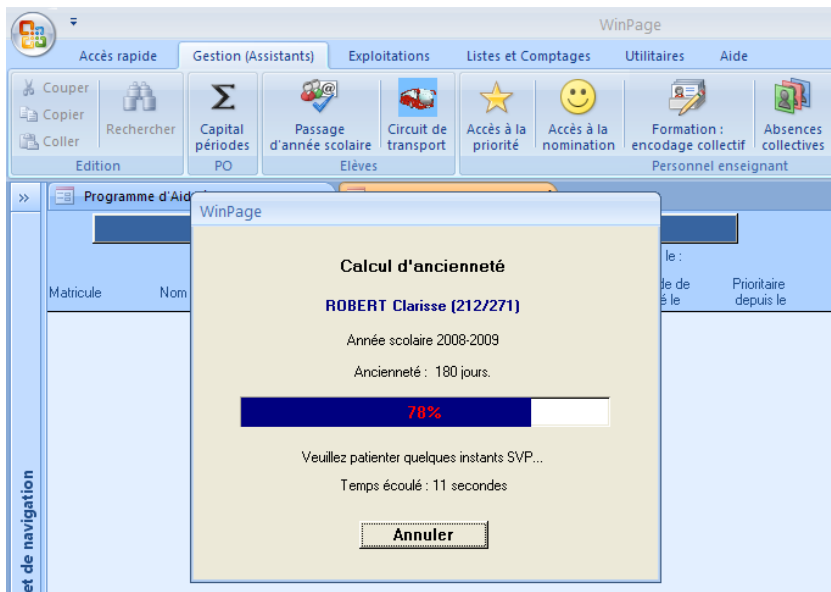 WinPage
Accès rapide Gestion (Assistants) Exploitations Listes et Comptages Utilitaires Aide
Couper
Copier
Coller
Rechercher
Edition
Capital
périodes
PO
Passage
d'année scolaire
Circuit de
transport
Elèves
Accès à la
priorité
Accès à la
nomination
Formation :
encodage collectif
Absences
collectives
Personnel enseignant
Programme d'Aid
WinPage
Calcul d'ancienneté
ROBERT Clarisse (212/271)
Année scolaire 2008-2009
Ancienneté : 180 jours.
78%
Veuillez patienter quelques instants SVP...
Temps écoulé : 11 secondes
Annuler
Matricule Nom
le :
de de
é le
Prioritaire
depuis le
et de navigation